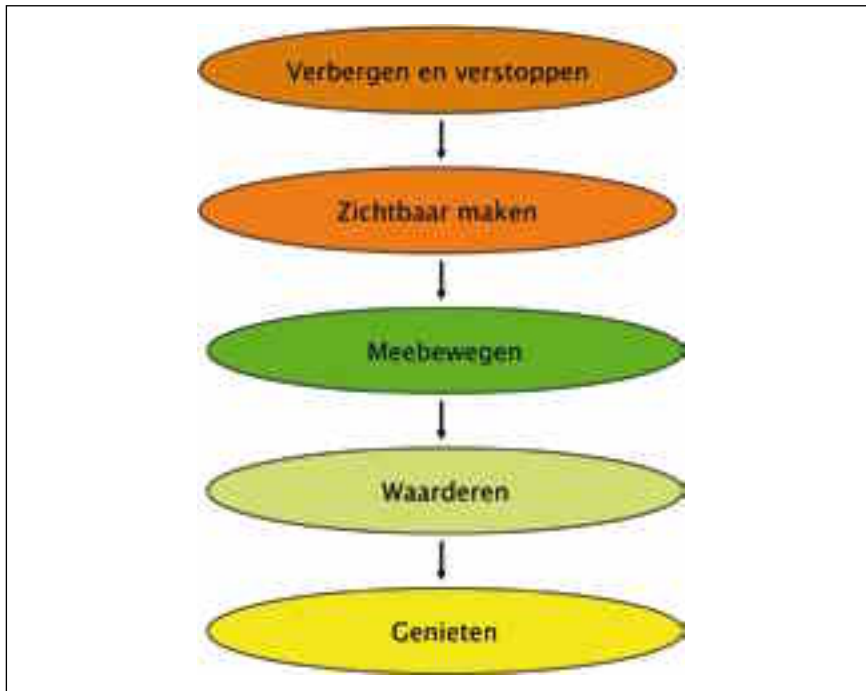 Verbergen en verstoppen
Zichtbaar maken
Meebewegen
Waarderen
Genieten